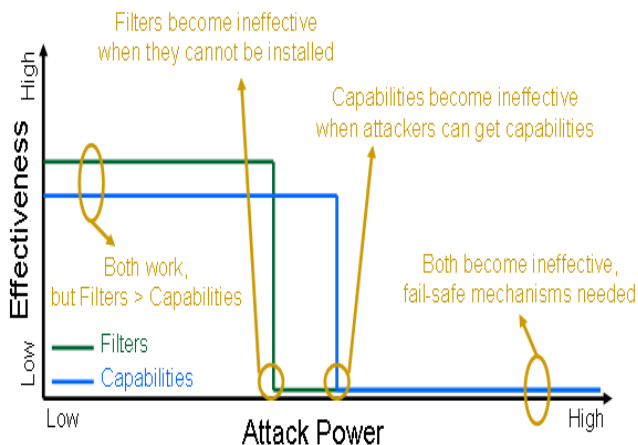 Filters become ineffective
when they cannot be installed
Capabilities become ineffective
when attackers can get capabilities
Both work,
but Filters > Capabilities
Both become ineffective,
fail-safe mechanisms needed
Filters
Capabilities
High
Effectiveness
Low
Low
Attack Power
High